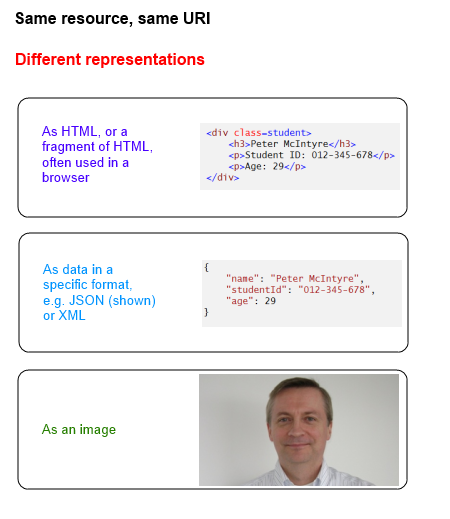 Same resource, same URI
Different representations
As HTML, or a
fragment of HTML,
often used in a
browser
<div class=student>
<h3>Peter McIntyre</h3>
<p>Student ID: 012-345-678</p>
<p>Age: 29</p>
</div>
As data in a
specific format,
e.g. JSON (shown)
or XML
{
"name": "Peter McIntyre",
"studentId": "012-345-678",
"age": 29
}
As an image